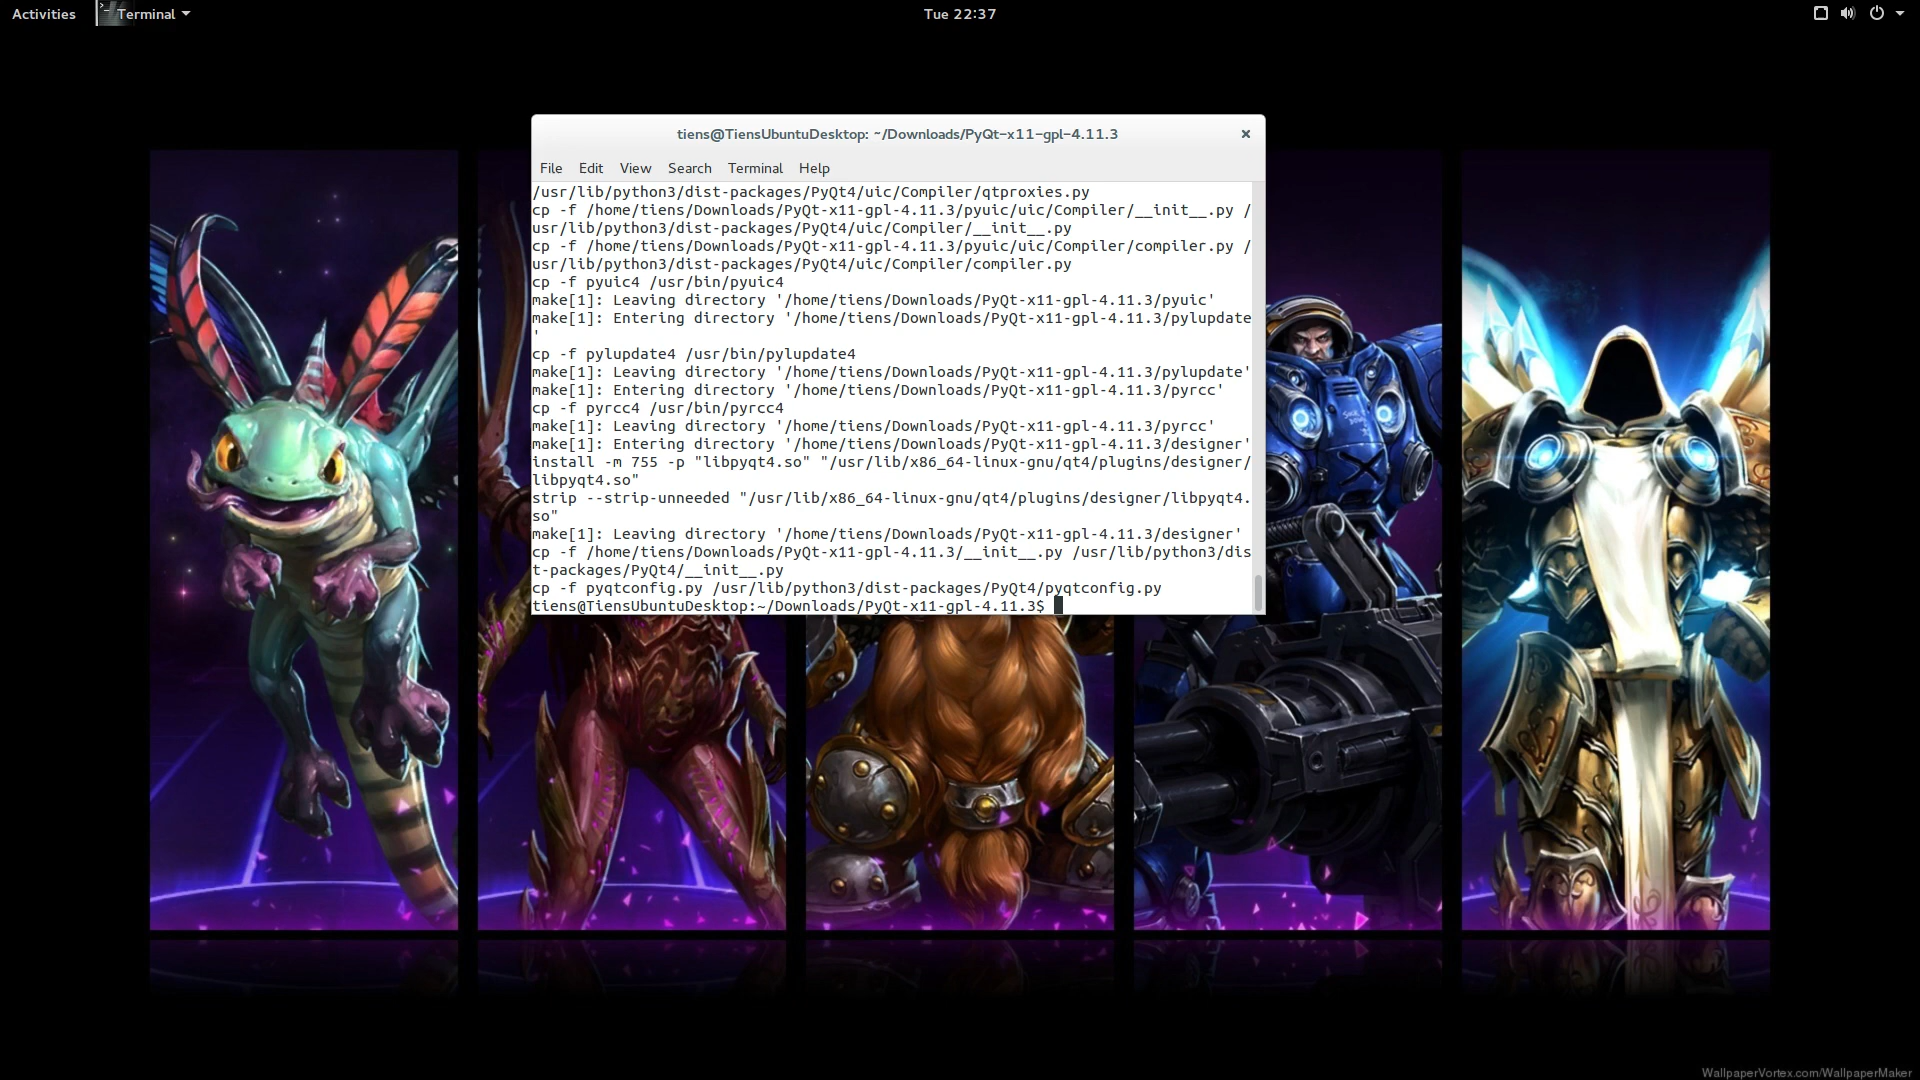 Activities
Terminal
Tue 22:37
tiens@TiensUbuntuDesktop: ~/Downloads/PyQt-x11-gpl-4.11.3
File Edit View Search Terminal Help
/usr/lib/python3/dist-packages/PyQt4/uic/Compiler/qtproxies.py
cp -f /home/tiens/Downloads/PyQt-x11-gpl-4.11.3/pyuic/uic/Compiler/__init__.py /
usr/lib/python3/dist-packages/PyQt4/uic/Compiler/__init__.py
cp -f /home/tiens/Downloads/PyQt-x11-gpl-4.11.3/pyuic/uic/Compiler/compiler.py /
usr/lib/python3/dist-packages/PyQt4/uic/Compiler/compiler.py
cp -f pyuic4 /usr/bin/pyuic4
make[1]: Leaving directory '/home/tiens/Downloads/PyQt-x11-gpl-4.11.3/pyuic'
make[1]: Entering directory '/home/tiens/Downloads/PyQt-x11-gpl-4.11.3/pylupdate
'
cp -f pylupdate4 /usr/bin/pylupdate4
make[1]: Leaving directory '/home/tiens/Downloads/PyQt-x11-gpl-4.11.3/pylupdate'
make[1]: Entering directory '/home/tiens/Downloads/PyQt-x11-gpl-4.11.3/pyrcc'
cp -f pyrcc4 /usr/bin/pyrcc4
make[1]: Leaving directory '/home/tiens/Downloads/PyQt-x11-gpl-4.11.3/pyrcc'
make[1]: Entering directory '/home/tiens/Downloads/PyQt-x11-gpl-4.11.3/designer'
install -m 755 -p "libpyqt4.so" "/usr/lib/x86_64-linux-gnu/qt4/plugins/designer/
libpyqt4.so"
strip --strip-unneeded "/usr/lib/x86_64-linux-gnu/qt4/plugins/designer/libpyqt4.
so"
make[1]: Leaving directory '/home/tiens/Downloads/PyQt-x11-gpl-4.11.3/designer'
cp -f /home/tiens/Downloads/PyQt-x11-gpl-4.11.3/__init__.py /usr/lib/python3/dis
t-packages/PyQt4/__init__.py
cp -f pyqtconfig.py /usr/lib/python3/dist-packages/PyQt4/pyqtconfig.py
tiens@TiensUbuntuDesktop:~/Downloads/PyQt-x11-gpl-4.11.3$
WallpaperVortex.com/WallpaperMaker